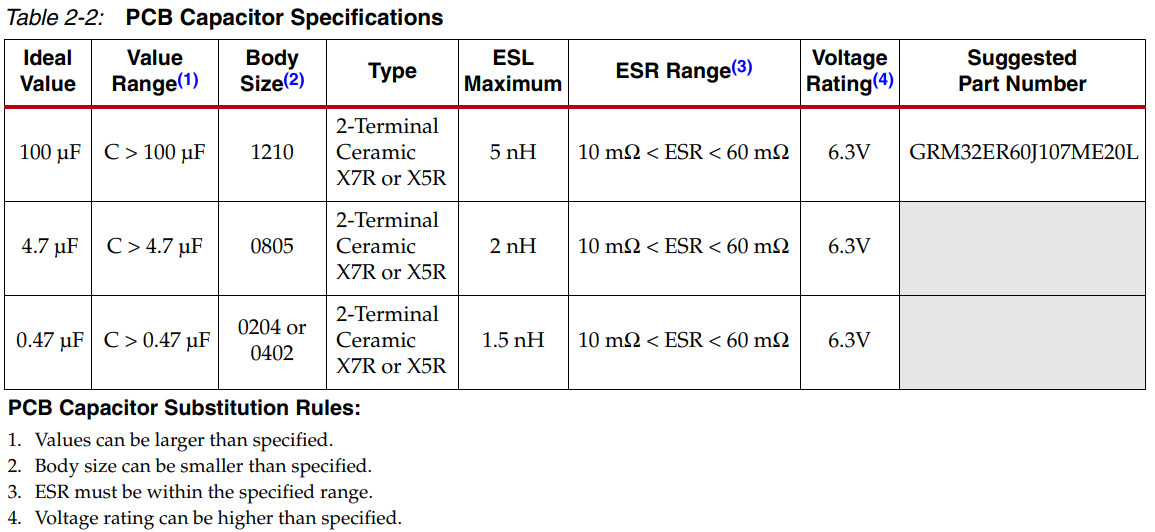 Table 2-2: PCB Capacitor Specifications
Ideal Value Value Range(1) Body Size(2) Type ESL Maximum ESR Range(3) Voltage Rating(4) Suggested Part Number
100 µF C > 100 µF 1210 2-Terminal Ceramic X7R or X5R 5 nH 10 mΩ < ESR < 60 mΩ 6.3V GRM32ER60J107ME20L
4.7 µF C > 4.7 µF 0805 2-Terminal Ceramic X7R or X5R 2 nH 10 mΩ < ESR < 60 mΩ 6.3V
0.47 µF C > 0.47 µF 0204 or 0402 2-Terminal Ceramic X7R or X5R 1.5 nH 10 mΩ < ESR < 60 mΩ 6.3V
PCB Capacitor Substitution Rules:
1. Values can be larger than specified.
2. Body size can be smaller than specified.
3. ESR must be within the specified range.
4. Voltage rating can be higher than specified.